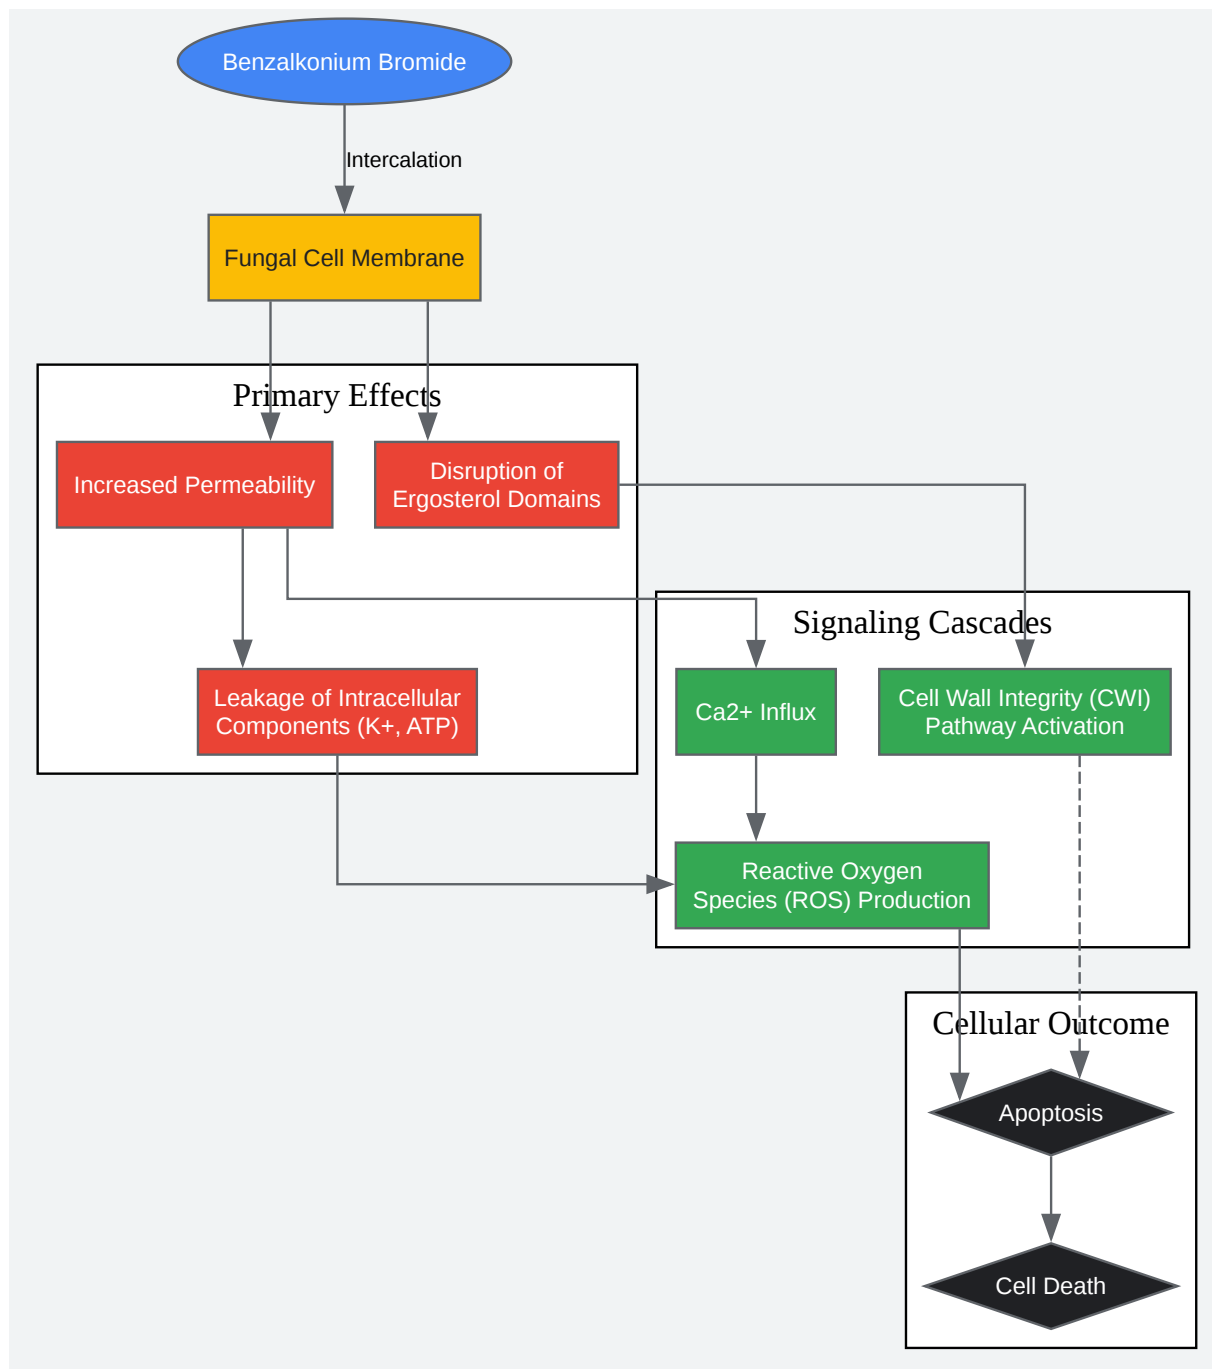 Benzalkonium Bromide
Intercalation
Fungal Cell Membrane
Primary Effects
Increased Permeability
Disruption of
Ergosterol Domains
Signaling Cascades
Leakage of Intracellular
Components (K+, ATP)
Ca2+ Influx
Cell Wall Integrity (CWI)
Pathway Activation
Reactive Oxygen
Species (ROS) Production
Cellular Outcome
Apoptosis
Cell Death